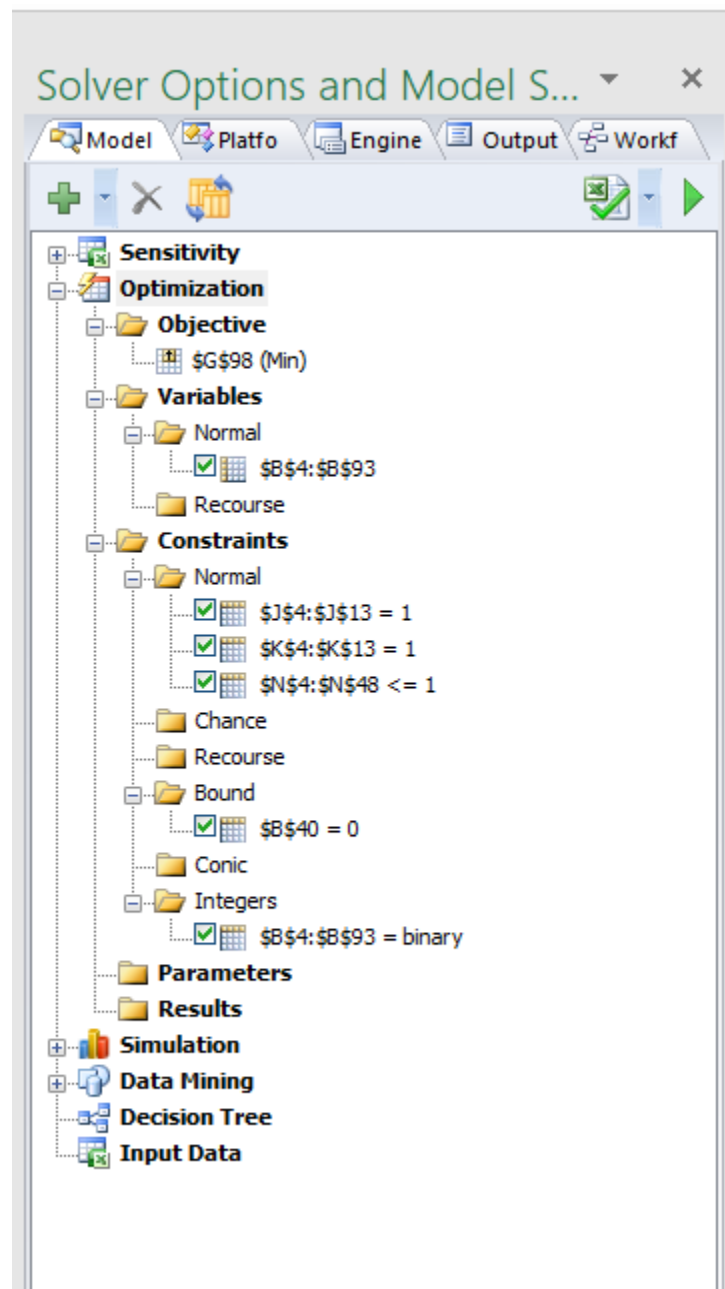 Solver Options and Model S...
Model Platfo Engine Output Workf
Sensitivity
Optimization
Objective
$G$98 (Min)
Variables
Normal
$B$4:$B$93
Recourse
Constraints
Normal
$J$4:$J$13 = 1
$K$4:$K$13 = 1
$N$4:$N$48 <= 1
Chance
Recourse
Bound
$B$40 = 0
Conic
Integers
$B$4:$B$93 = binary
Parameters
Results
Simulation
Data Mining
Decision Tree
Input Data